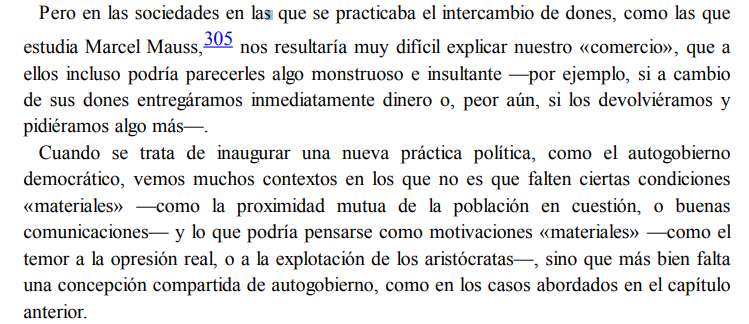 Pero en las sociedades en las que se practicaba el intercambio de dones, como las que
estudia Marcel Mauss,305 nos resultaría muy difícil explicar nuestro «comercio», que a
ellos incluso podría parecerles algo monstruoso e insultante —por ejemplo, si a cambio
de sus dones entregáramos inmediatamente dinero o, peor aún, si los devolviéramos y
pidiéramos algo más—.
Cuando se trata de inaugurar una nueva práctica política, como el autogobierno
democrático, vemos muchos contextos en los que no es que falten ciertas condiciones
«materiales» —como la proximidad mutua de la población en cuestión, o buenas
comunicaciones— y lo que podría pensarse como motivaciones «materiales» —como el
temor a la opresión real, o a la explotación de los aristócratas—, sino que más bien falta
una concepción compartida de autogobierno, como en los casos abordados en el capítulo
anterior.